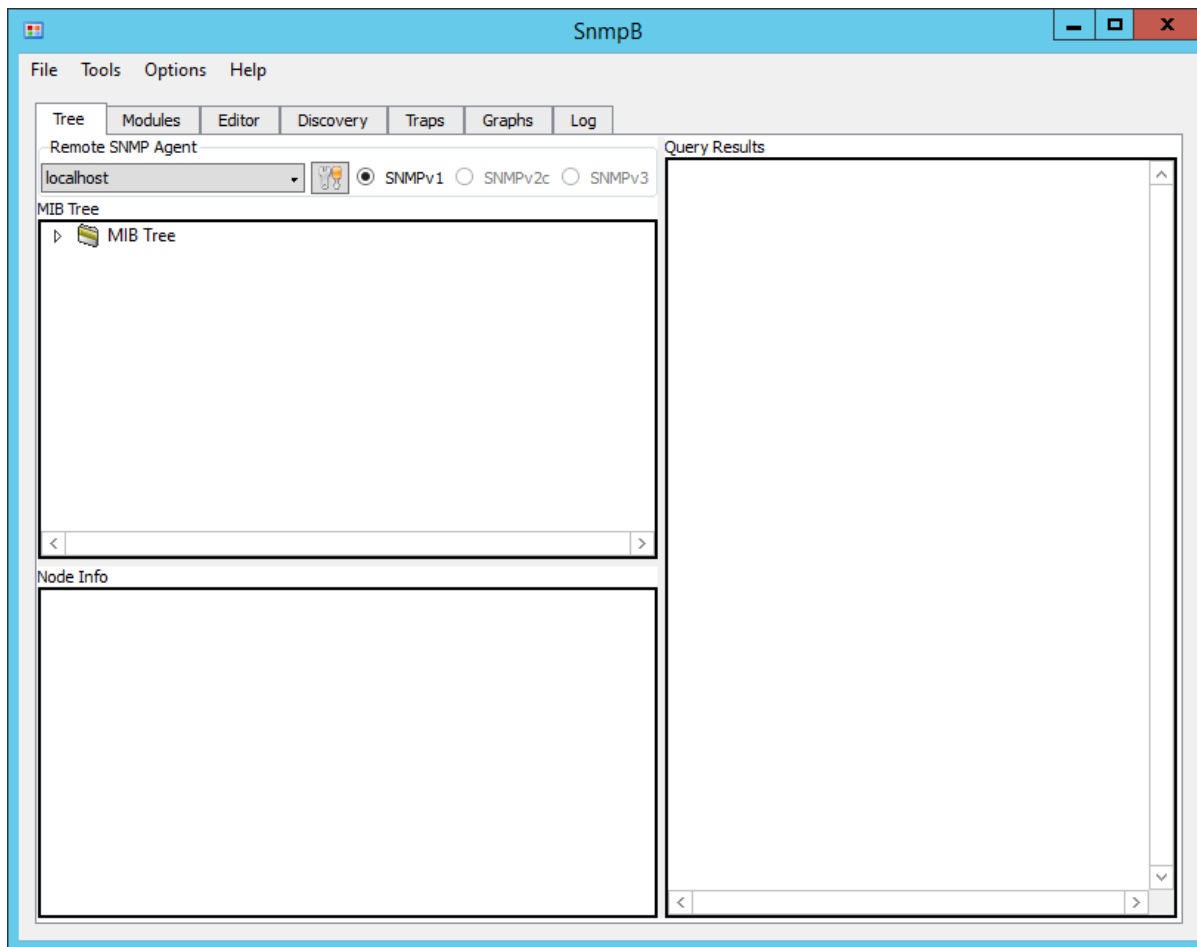 SnmpB
File Tools Options Help
Tree Modules Editor Discovery Traps Graphs Log
Remote SNMP Agent
localhost SNMPv1 SNMPv2c SNMPv3
MIB Tree
MIB Tree
Node Info
Query Results